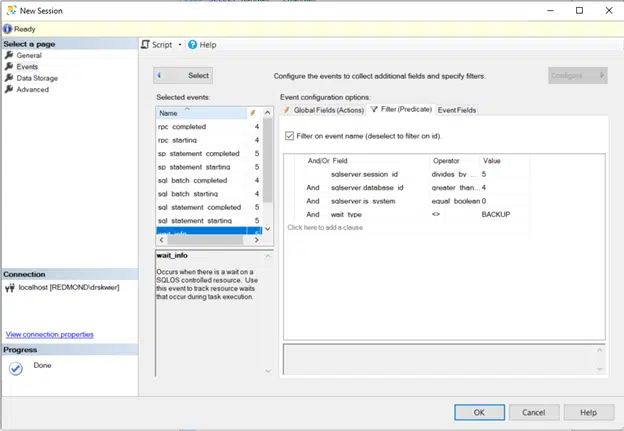 New Session
Ready
Select a page
General
Events
Data Storage
Advanced
Script
Help
Select
Configure the events to collect additional fields and specify filters.
Configure
Selected events:
Event configuration options:
Name
rpc_completed 4
rpc_starting 4
sp_statement_completed 5
sp_statement_starting 5
sql_batch_completed 4
sql_batch_starting 4
sql_statement_completed 5
sql_statement_starting 5
wait_info
Global Fields (Actions) Filter (Predicate) Event Fields
Filter on event name (deselect to filter on id).
And/Or Field Operator Value
sqlserver.session_id divides_by_... 5
And sqlserver.database_id greater_than... 4
And sqlserver.is_system equal_boolean 0
And wait_type <> BACKUP
Click here to add a clause
wait_info
Occurs when there is a wait on a
SQLOS controlled resource. Use
this event to track resource waits
that occur during task execution.
Connection
localhost [REDMOND\drskwier]
View connection properties
Progress
Done
OK
Cancel
Help